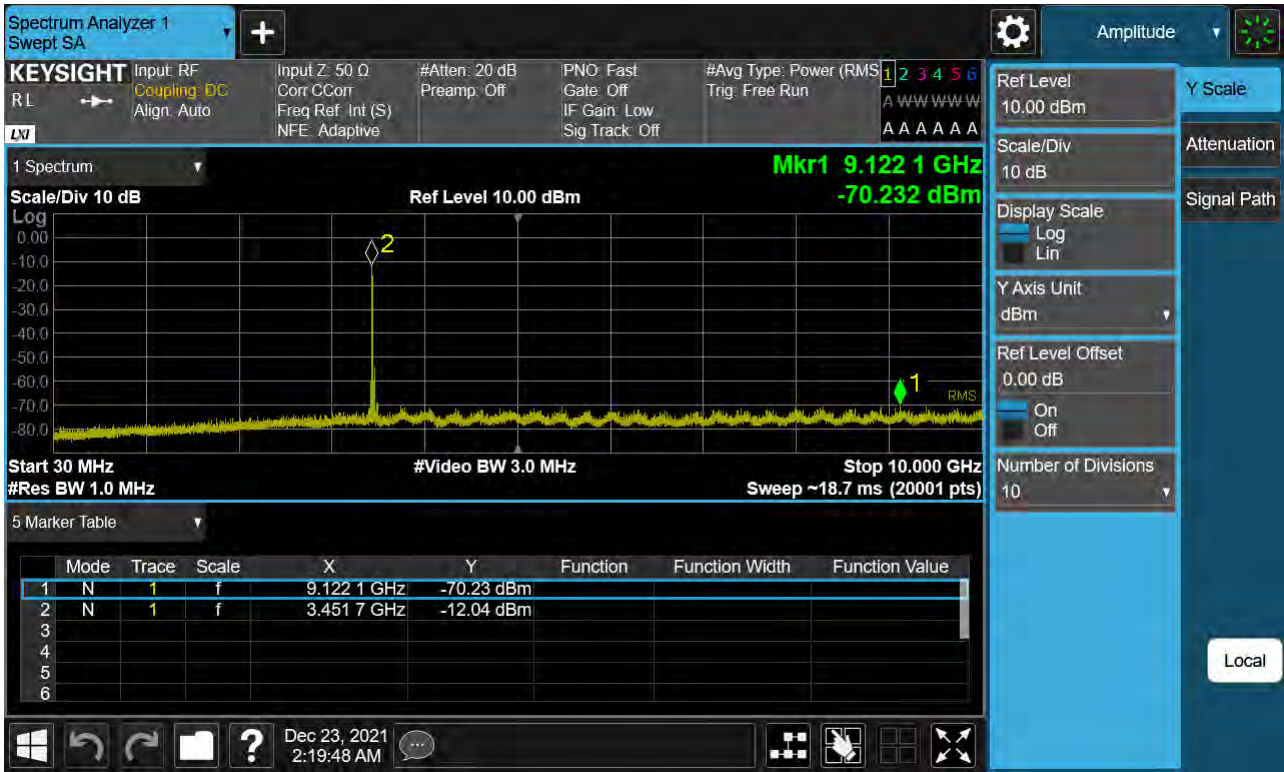 Spectrum Analyzer 1
Swept SA
Amplitude
KEYSIGHT
RL
LXI
Input: RF
Coupling: DC
Align: Auto
Input Z: 50 Ω
Corr CCorr
Freq Ref: Int (S)
NFE: Adaptive
#Atten: 20 dB
Preamp: Off
PNO: Fast
Gate: Off
IF Gain: Low
Sig Track: Off
#Avg Type: Power (RMS
Trig: Free Run
1 2 3 4 5 6
A W W W W W
A A A A A A
1 Spectrum
Mkr1 9.122 1 GHz
Scale/Div 10 dB
Ref Level 10.00 dBm
-70.232 dBm
Log
0.00
-10.0
-20.0
-30.0
-40.0
-50.0
-60.0
-70.0
-80.0
2
1
RMS
Start 30 MHz
#Video BW 3.0 MHz
Stop 10.000 GHz
#Res BW 1.0 MHz
Sweep ~18.7 ms (20001 pts)
5 Marker Table
Mode Trace Scale X Y Function Function Width Function Value
1 N 1 f 9.122 1 GHz -70.23 dBm
2 N 1 f 3.451 7 GHz -12.04 dBm
3
4
5
6
Ref Level
10.00 dBm
Scale/Div
10 dB
Display Scale
Log
Lin
Y Axis Unit
dBm
Ref Level Offset
0.00 dB
On
Off
Number of Divisions
10
Y Scale
Attenuation
Signal Path
Local
?
Dec 23, 2021
2:19:48 AM